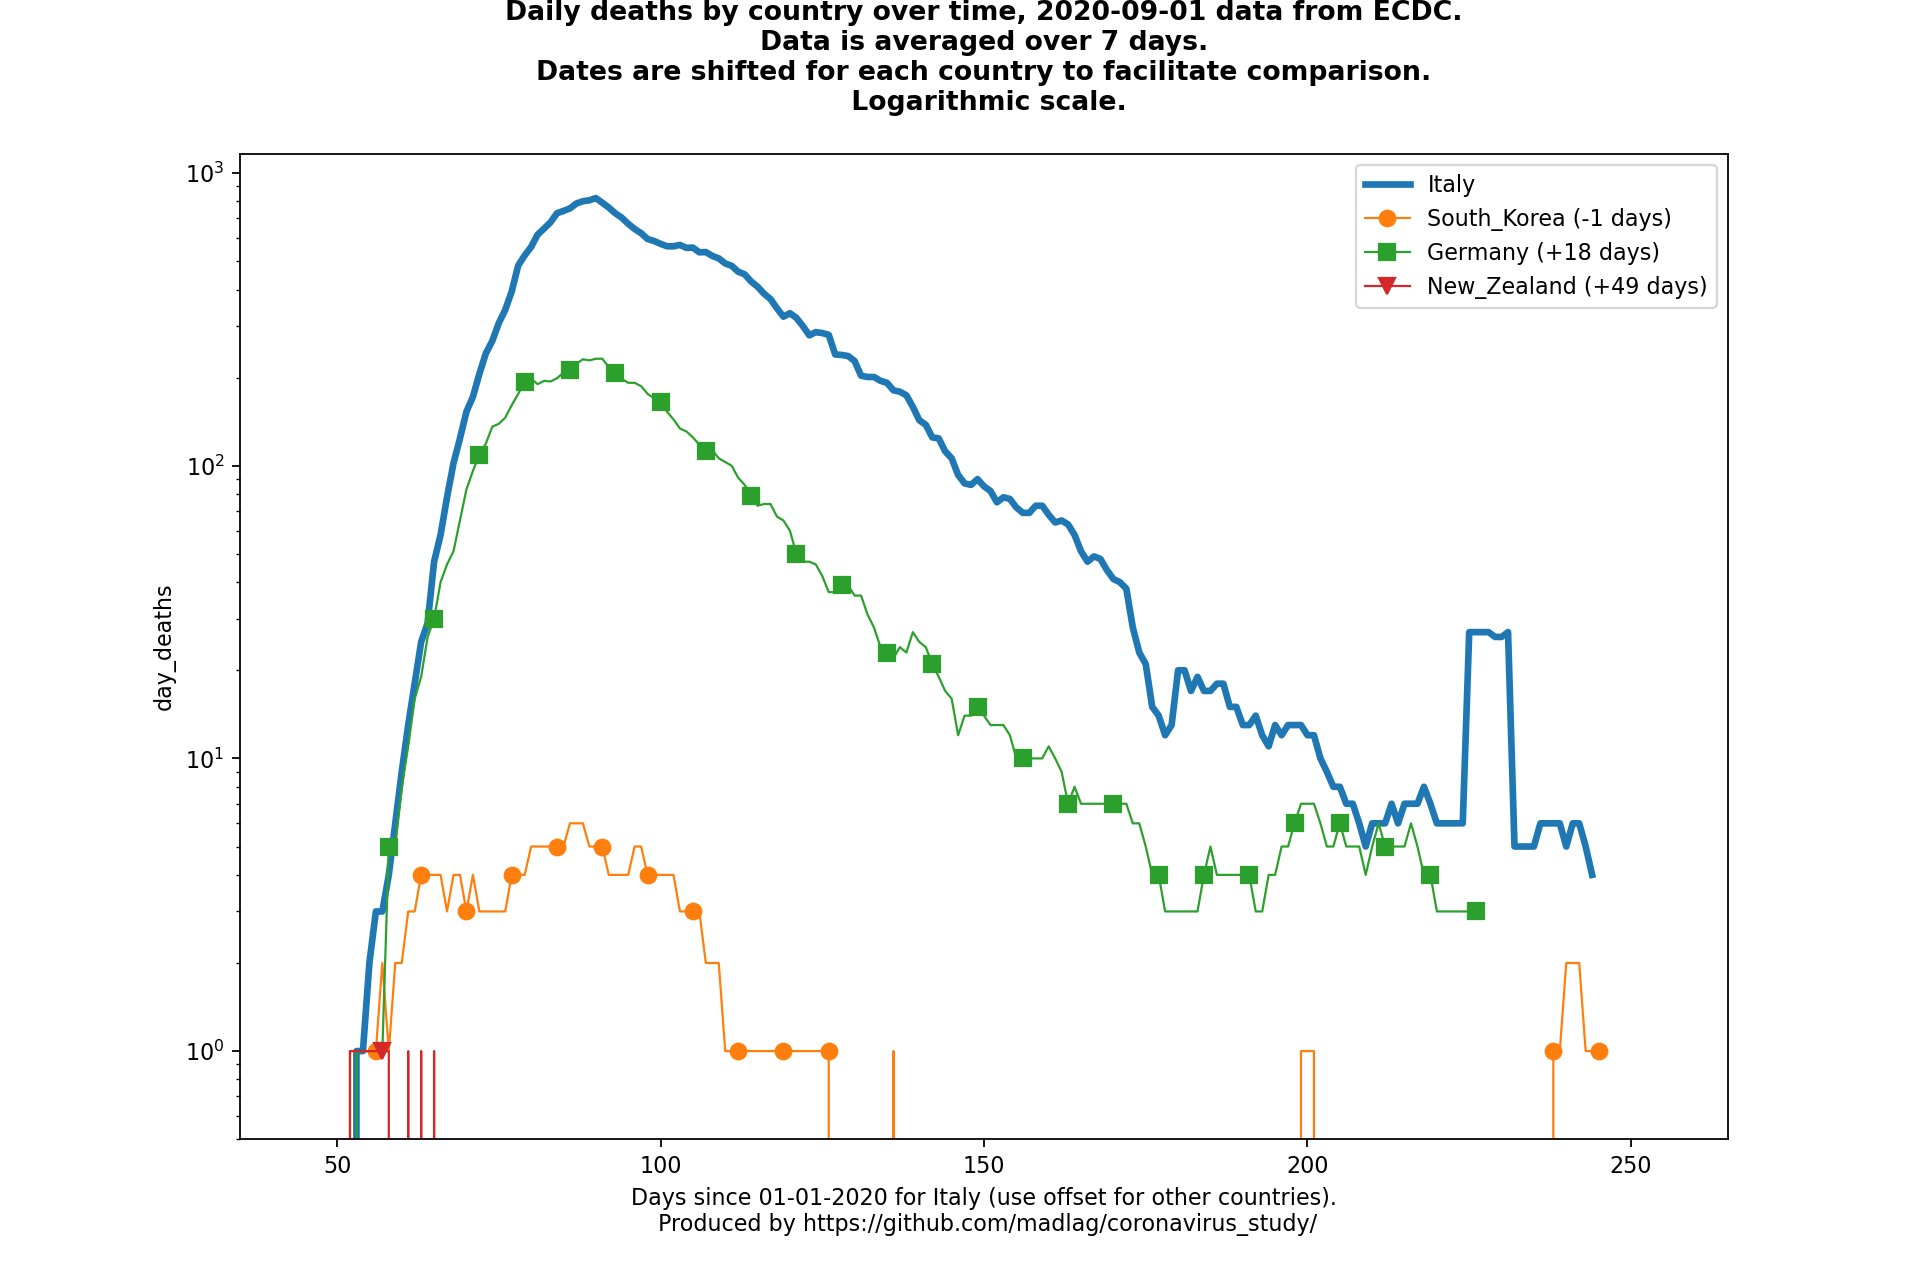 Daily deaths by country over time, 2020-09-01 data from ECDC.
Data is averaged over 7 days.
Dates are shifted for each country to facilitate comparison.
Logarithmic scale.
10³
10²
10¹
10⁰
day_deaths
Italy
South_Korea (-1 days)
Germany (+18 days)
New_Zealand (+49 days)
50 100 150 200 250
Days since 01-01-2020 for Italy (use offset for other countries).
Produced by https://github.com/madlag/coronavirus_study/